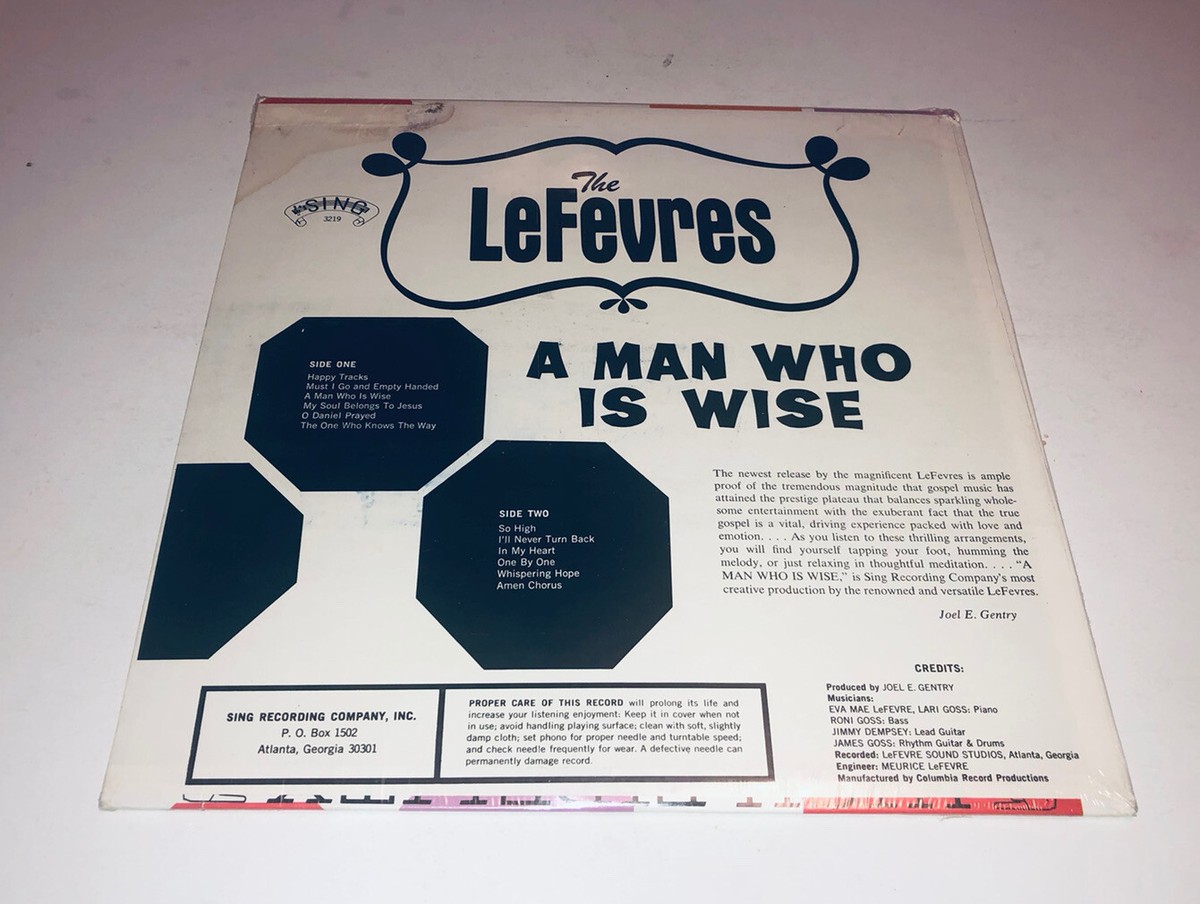 The
LeFevres
SING
3219
A MAN WHO
IS WISE
SIDE ONE
Happy Tracks
Must I Go and Empty Handed
A Man Who Is Wise
My Soul Belongs To Jesus
O Daniel Prayed
The One Who Knows The Way
SIDE TWO
So High
I'll Never Turn Back
In My Heart
One By One
Whispering Hope
Amen Chorus
The newest release by the magnificent LeFevres is ample
proof of the tremendous magnitude that gospel music has
attained the prestige plateau that balances sparkling whole-
some entertainment with the exuberant fact that the true
gospel is a vital, driving experience packed with love and
emotion. . . . As you listen to these thrilling arrangements,
you will find yourself tapping your foot, humming the
melody, or just relaxing in thoughtful meditation. . . . “A
MAN WHO IS WISE,” is Sing Recording Company's most
creative production by the renowned and versatile LeFevres.
Joel E. Gentry
SING RECORDING COMPANY, INC.
P. O. Box 1502
Atlanta, Georgia 30301
PROPER CARE OF THIS RECORD will prolong its life and
increase your listening enjoyment: Keep it in cover when not
in use; avoid handling playing surface; clean with soft, slightly
damp cloth; set phono for proper needle and turntable speed;
and check needle frequently for wear. A defective needle can
permanently damage record.
CREDITS:
Produced by JOEL E. GENTRY
Musicians:
EVA MAE LeFEVRE, LARI GOSS: Piano
RONI GOSS: Bass
JIMMY DEMPSEY: Lead Guitar
JAMES GOSS: Rhythm Guitar & Drums
Recorded: LeFEVRE SOUND STUDIOS, Atlanta, Georgia
Engineer: MEURICE LeFEVRE
Manufactured by Columbia Record Productions